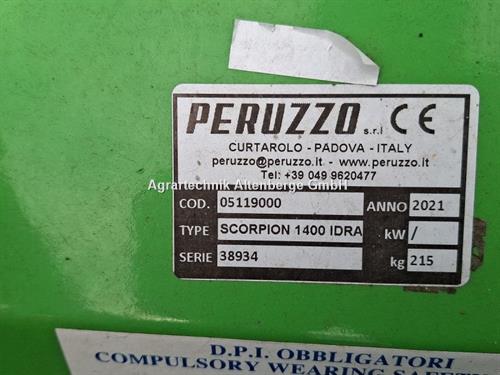 PERUZZO s.r.l CE
CURTAROLO - PADOVA - ITALY
peruzzo@peruzzo.it - www.peruzzo.it
Tel: +39 049 9620477
Agrartechnik Altenberge GmbH
COD. 05119000 ANNO 2021
TYPE SCORPION 1400 IDRA kW /
SERIE 38934 kg 215
D.P.I. OBBLIGATORI
COMPULSORY WEARING SAFETY